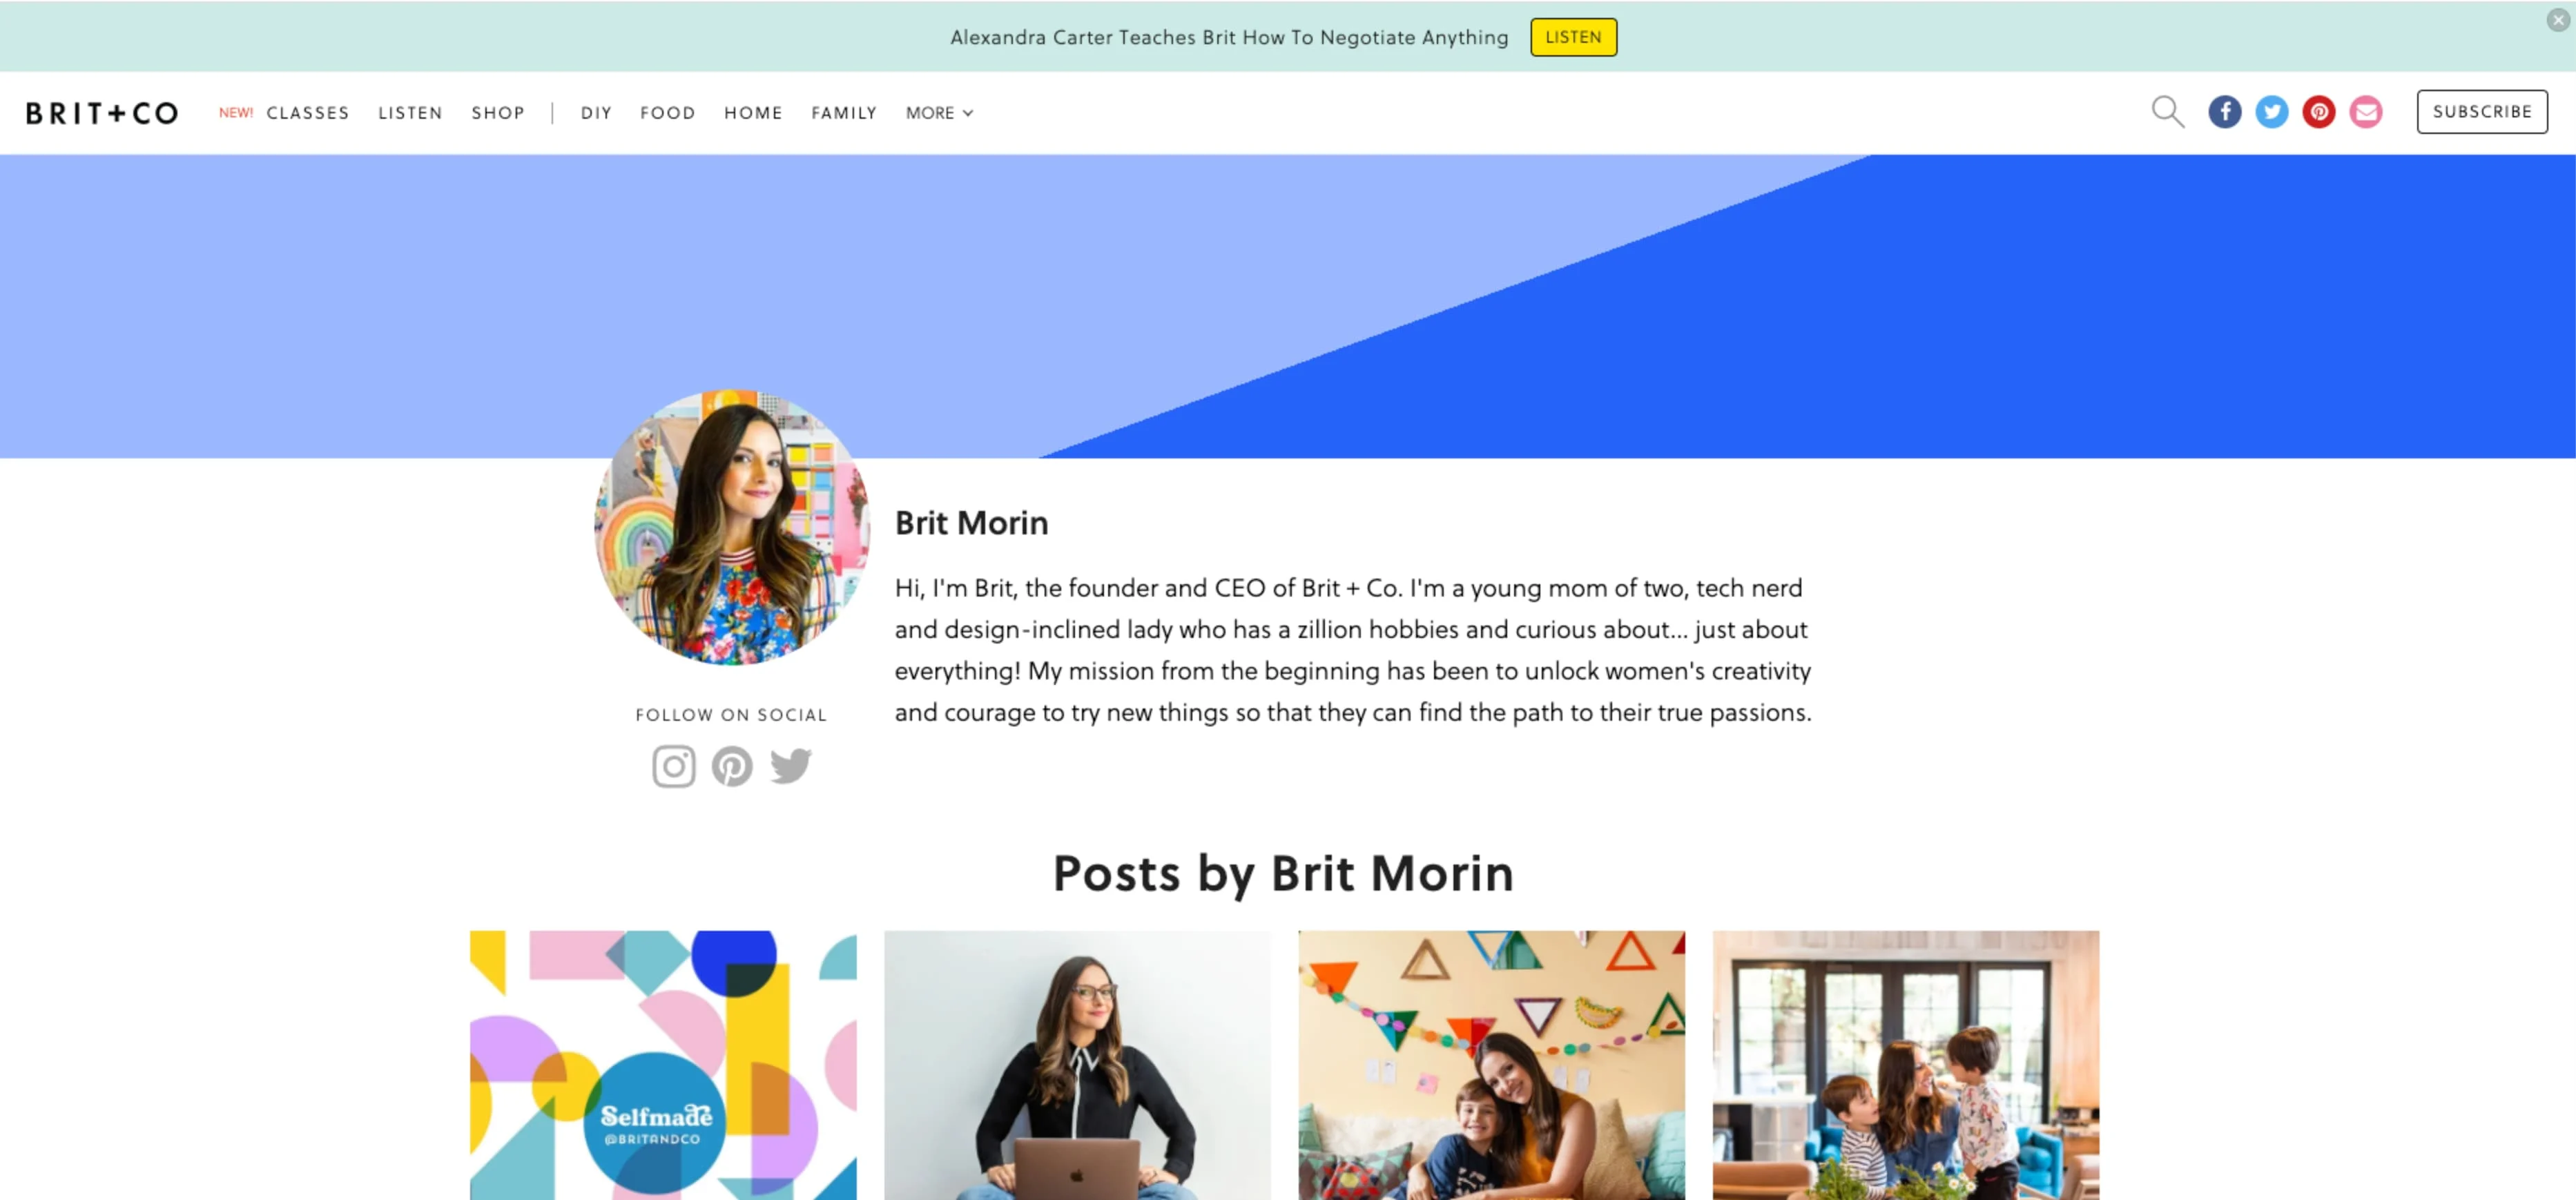 Alexandra Carter Teaches Brit How To Negotiate Anything LISTEN
BRIT+CO NEW! CLASSES LISTEN SHOP DIY FOOD HOME FAMILY MORE SUBSCRIBE
Brit Morin
Hi, I'm Brit, the founder and CEO of Brit + Co. I'm a young mom of two, tech nerd
and design-inclined lady who has a zillion hobbies and curious about... just about
everything! My mission from the beginning has been to unlock women's creativity
and courage to try new things so that they can find the path to their true passions.
FOLLOW ON SOCIAL
Posts by Brit Morin
Selfmade
@BRITANDCO